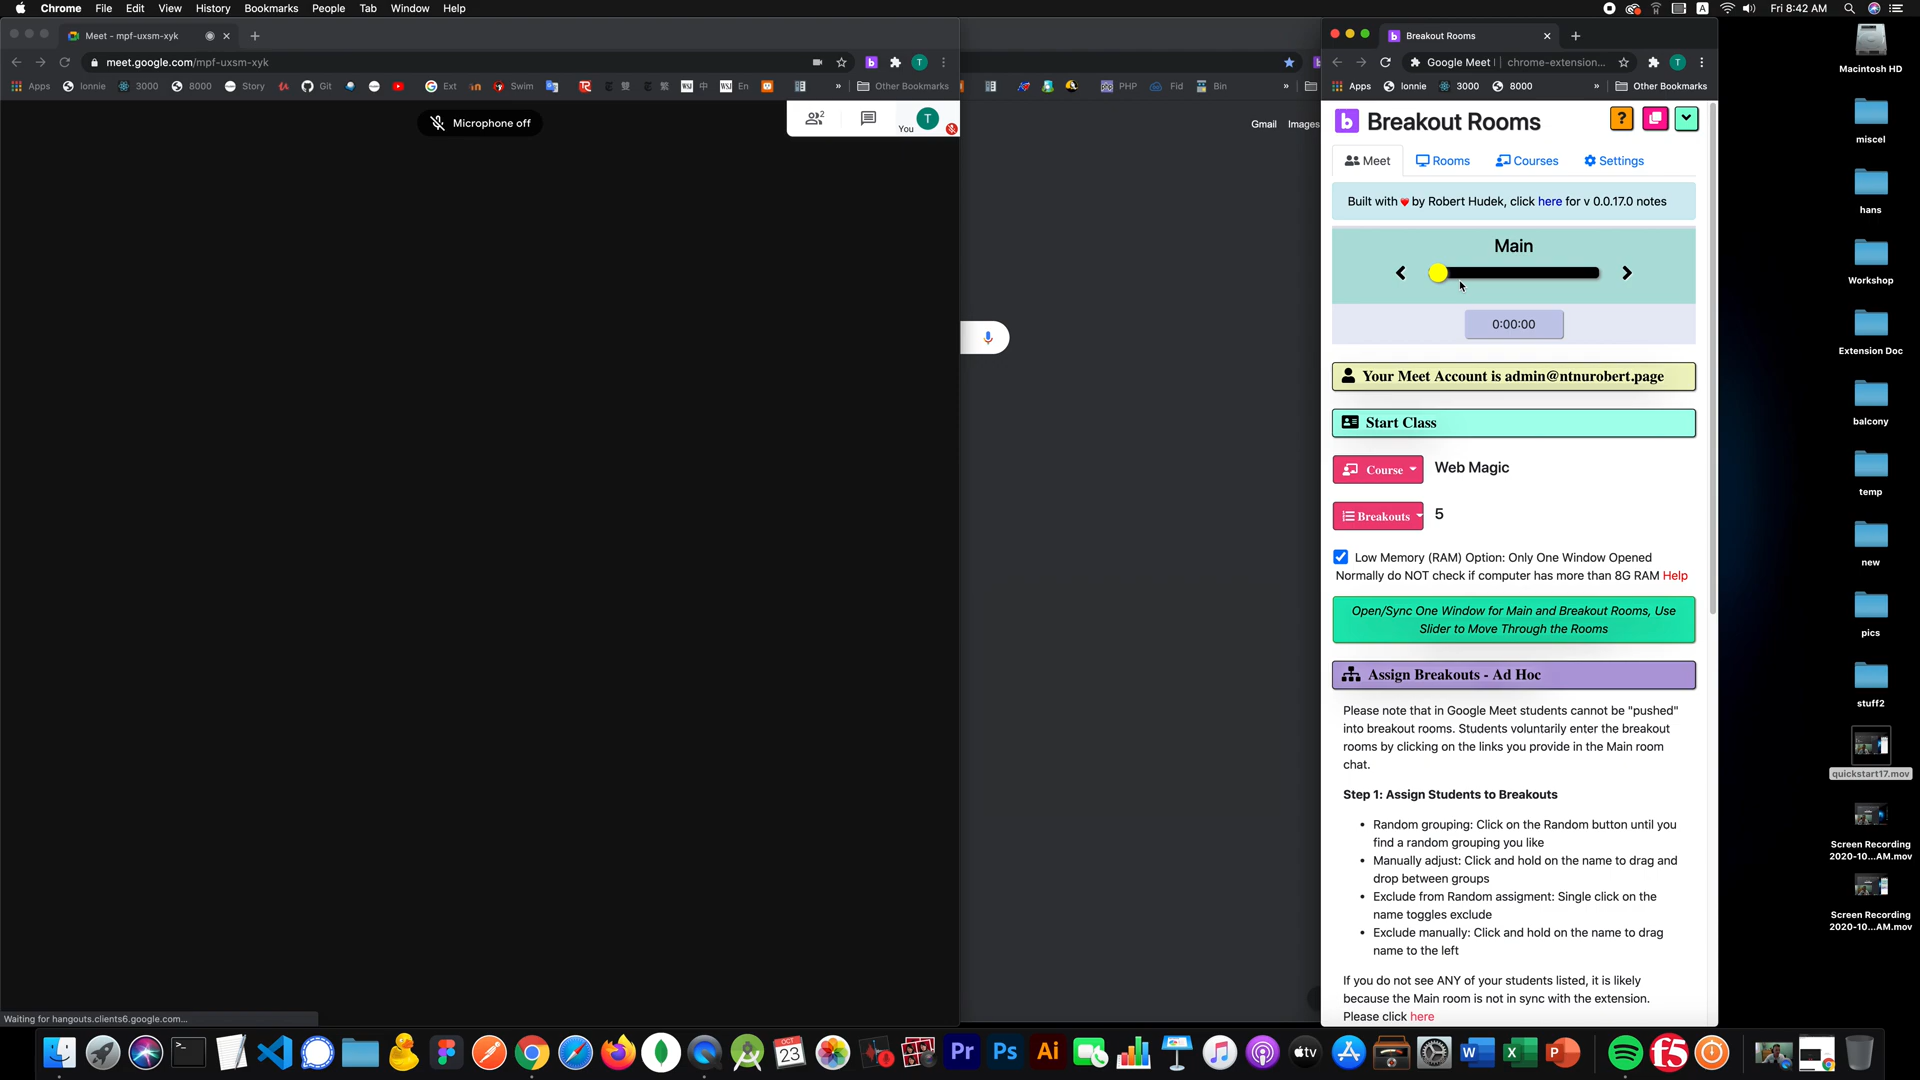 Chrome File Edit View History Bookmarks People Tab Window Help
A Fri 8:42 AM
Meet - mpf-uxsm-xyk
meet.google.com/mpf-uxsm-xyk
T
Apps lonnie 3000 8000 Story Git Ext Swim 雙 繁 WSJ 中 WSJ En » Other Bookmarks
PHP Fid Bin »
Microphone off
2
You T
Gmail Images
Breakout Rooms
Google Meet | chrome-extension...
T
Apps lonnie 3000 8000 » Other Bookmarks
b Breakout Rooms ?
Meet Rooms Courses Settings
Built with by Robert Hudek, click here for v 0.0.17.0 notes
Main
0:00:00
Your Meet Account is admin@ntnurobert.page
Start Class
Course Web Magic
Breakouts 5
Low Memory (RAM) Option: Only One Window Opened
Normally do NOT check if computer has more than 8G RAM Help
Open/Sync One Window for Main and Breakout Rooms, Use
Slider to Move Through the Rooms
Assign Breakouts - Ad Hoc
Please note that in Google Meet students cannot be "pushed"
into breakout rooms. Students voluntarily enter the breakout
rooms by clicking on the links you provide in the Main room
chat.
Step 1: Assign Students to Breakouts
• Random grouping: Click on the Random button until you
find a random grouping you like
• Manually adjust: Click and hold on the name to drag and
drop between groups
• Exclude from Random assigment: Single click on the
name toggles exclude
• Exclude manually: Click and hold on the name to drag
name to the left
If you do not see ANY of your students listed, it is likely
because the Main room is not in sync with the extension.
Please click here
Macintosh HD
miscel
hans
Workshop
Extension Doc
balcony
temp
new
pics
stuff2
quickstart17.mov
Screen Recording
2020-10...AM.mov
Screen Recording
2020-10...AM.mov
Waiting for hangouts.clients6.google.com...
OCT
23
Pr Ps Ai
tv
W X P
f5